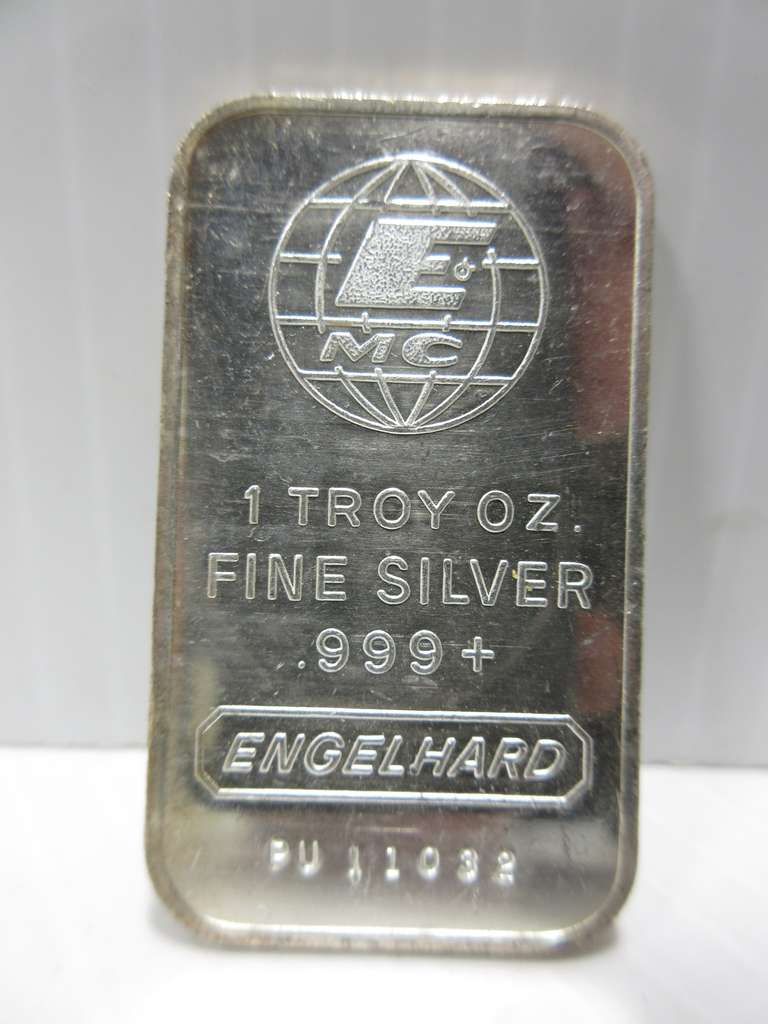 E
MC
1 TROY OZ.
FINE SILVER
.999+
ENGELHARD
PU 11032